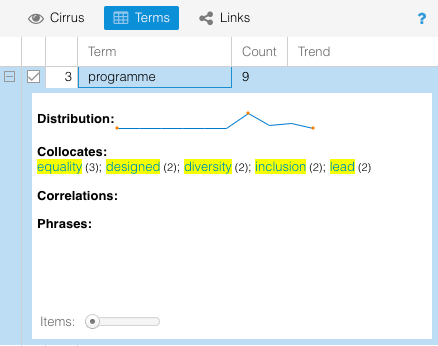 Cirrus Terms Links ?
Term Count Trend
3 programme 9
Distribution:
Collocates:
equality (3); designed (2); diversity (2); inclusion (2); lead (2)
Correlations:
Phrases:
Items: